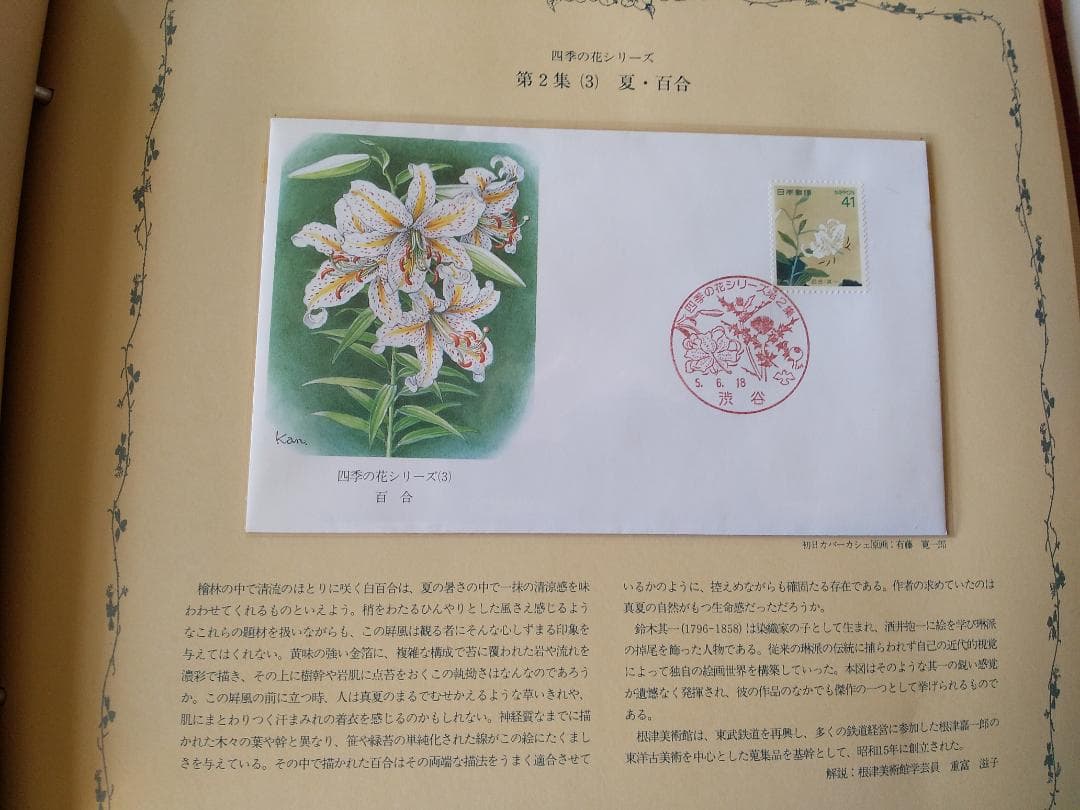 四季の花シリーズ
第2集(3) 夏・百合
日本郵便
NIPPON
41
四季の花シリーズ第2集
5. 6. 18
渋谷
Kan.
四季の花シリーズ(3)
百合
初日カバーカシェ原画：有藤 寛一郎
檜林の中で清流のほとりに咲く白百合は、夏の暑さの中で一抹の清涼感を味
わわせてくれるものといえよう。梢をわたるひんやりとした風さえ感じるよう
なこれらの題材を扱いながらも、この屏風は観る者にそんな心しずまる印象を
与えてはくれない。黄味の強い金箔に、複雑な構成で苔に覆われた岩や流れを
濃彩で描き、その上に樹幹や岩肌に点苔をおくこの執拗さはなんなのであろう
か。この屏風の前に立つ時、人は真夏のまるでむせかえるような草いきれや、
肌にまとわりつく汗まみれの着衣を感じるのかもしれない。神経質なまでに描
かれた木々の葉や幹と異なり、笹や緑苔の単純化された線がこの絵にたくまし
さを与えている。その中で描かれた百合はその両端な描法をうまく適合させて
いるかのように、控えめながらも確固たる存在である。作者の求めていたのは
真夏の自然がもつ生命感だっただろうか。
鈴木其一(1796-1858)は染織家の子として生まれ、酒井抱一に絵を学び琳派
の掉尾を飾った人物である。従来の琳派の伝統に捕らわれず自己の近代的視覚
によって独自の絵画世界を構築していった。本図はそのような其一の鋭い感覚
が遺憾なく発揮され、彼の作品のなかでも傑作の一つとして挙げられるもので
ある。
根津美術館は、東武鉄道を再興し、多くの鉄道経営に参加した根津嘉一郎の
東洋古美術を中心とした蒐集品を基幹として、昭和15年に創立された。
解説：根津美術館学芸員 重富 滋子